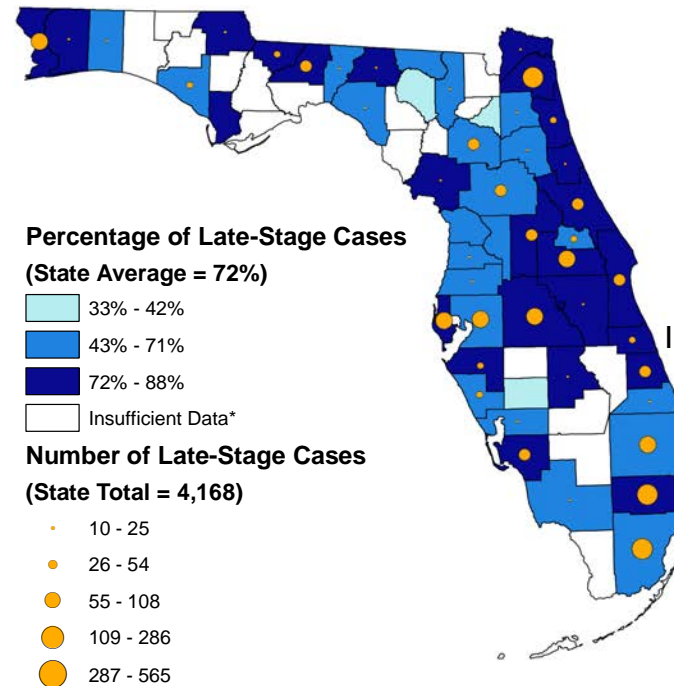 Percentage of Late-Stage Cases
(State Average = 72%)
33% - 42%
43% - 71%
72% - 88%
Insufficient Data*
Number of Late-Stage Cases
(State Total = 4,168)
10 - 25
26 - 54
55 - 108
109 - 286
287 - 565